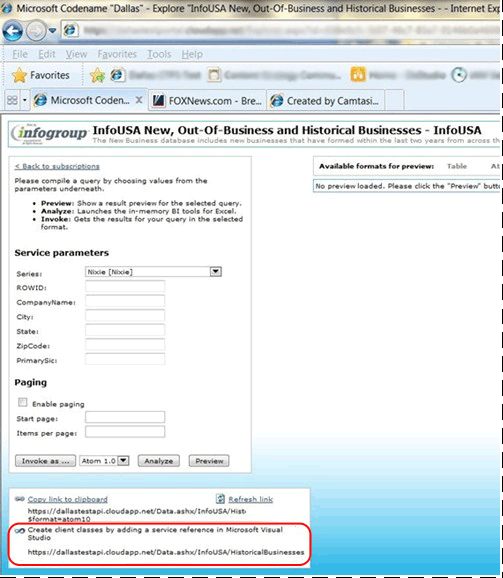 Microsoft Codename "Dallas" - Explore "InfoUSA New, Out-Of-Business and Historical Businesses - - Internet Exp
File Edit View Favorites Tools Help
Favorites
Microsoft Coden... X FOXNews.com - Bre... Created by Camtasi...
infogroup
InfoUSA New, Out-Of-Business and Historical Businesses - InfoUSA
The New Business database includes new businesses that have formed within the last two years from across th
< Back to subscriptions
Please compile a query by choosing values from the
parameters underneath.
Preview: Show a result preview for the selected query.
Analyze: Launches the in-memory BI tools for Excel.
Invoke: Gets the results for your query in the selected
format.
Service parameters
Series: Nixie [Nixie]
ROWID:
CompanyName:
City:
State:
ZipCode:
PrimarySic:
Paging
Enable paging
Start page:
Items per page:
Invoke as ... Atom 1.0 Analyze Preview
Available formats for preview: Table At
No preview loaded. Please click the "Preview" butto
Copy link to clipboard Refresh link
https://dallastestapi.cloudapp.net/Data.ashx/InfoUSA/Hist
$format=atom10
Create client classes by adding a service reference in Microsoft Visual
Studio
https://dallastestapi.cloudapp.net/Data.ashx/InfoUSA/HistoricalBusinesses